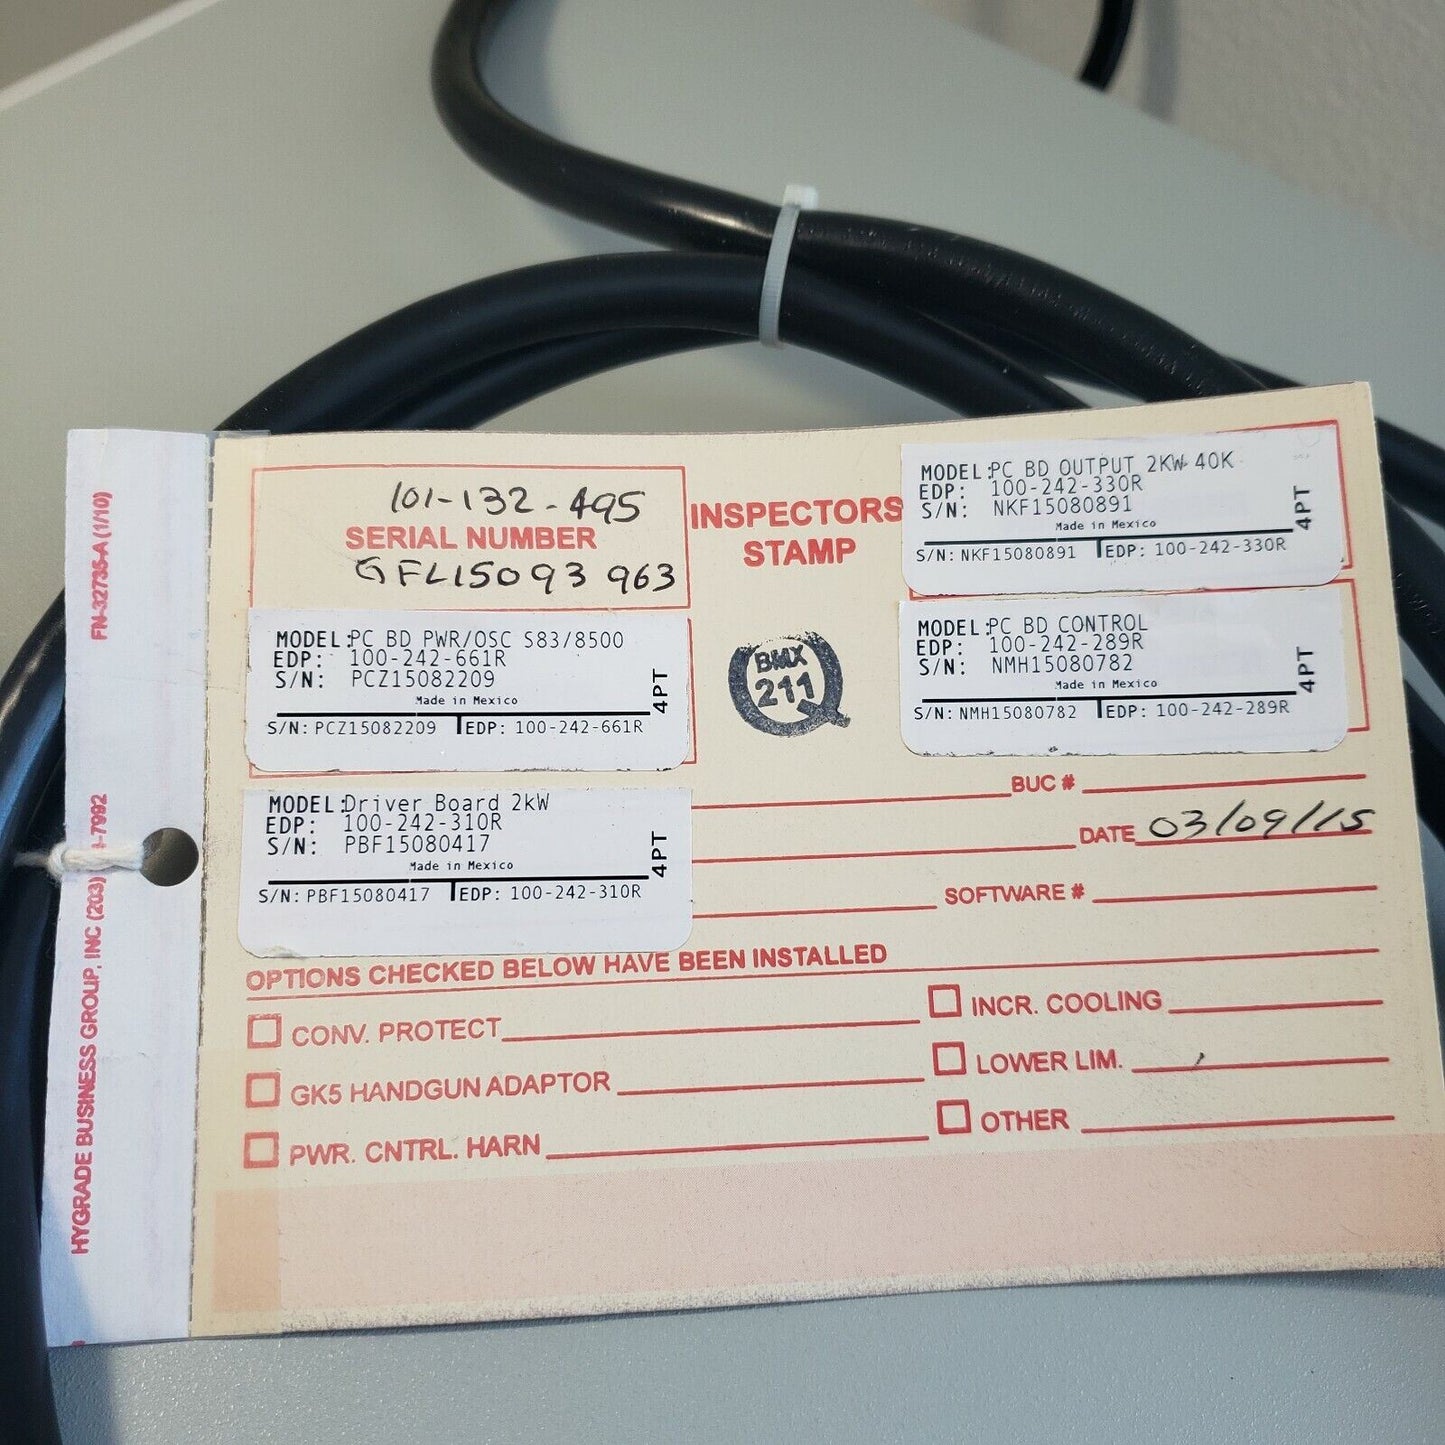 101-132-495
SERIAL NUMBER
GFL15093963
INSPECTORS
STAMP
BMX
211
MODEL: PC BD OUTPUT 2KW 40K
EDP: 100-242-330R
S/N: NKF15080891
Made in Mexico
4PT
S/N: NKF15080891 EDP: 100-242-330R
MODEL: PC BD PWR/OSC S83/8500
EDP: 100-242-661R
S/N: PCZ15082209
Made in Mexico
4PT
S/N: PCZ15082209 EDP: 100-242-661R
MODEL: PC BD CONTROL
EDP: 100-242-289R
S/N: NMH15080782
Made in Mexico
4PT
S/N: NMH15080782 EDP: 100-242-289R
MODEL: Driver Board 2kW
EDP: 100-242-310R
S/N: PBF15080417
Made in Mexico
4PT
S/N: PBF15080417 EDP: 100-242-310R
BUC #
DATE 03/09/15
SOFTWARE #
OPTIONS CHECKED BELOW HAVE BEEN INSTALLED
CONV. PROTECT
INCR. COOLING
GK5 HANDGUN ADAPTOR
LOWER LIM.
PWR. CNTRL. HARN
OTHER
HYGRADE BUSINESS GROUP, INC (203) -7992
FN-32735-A (1/10)